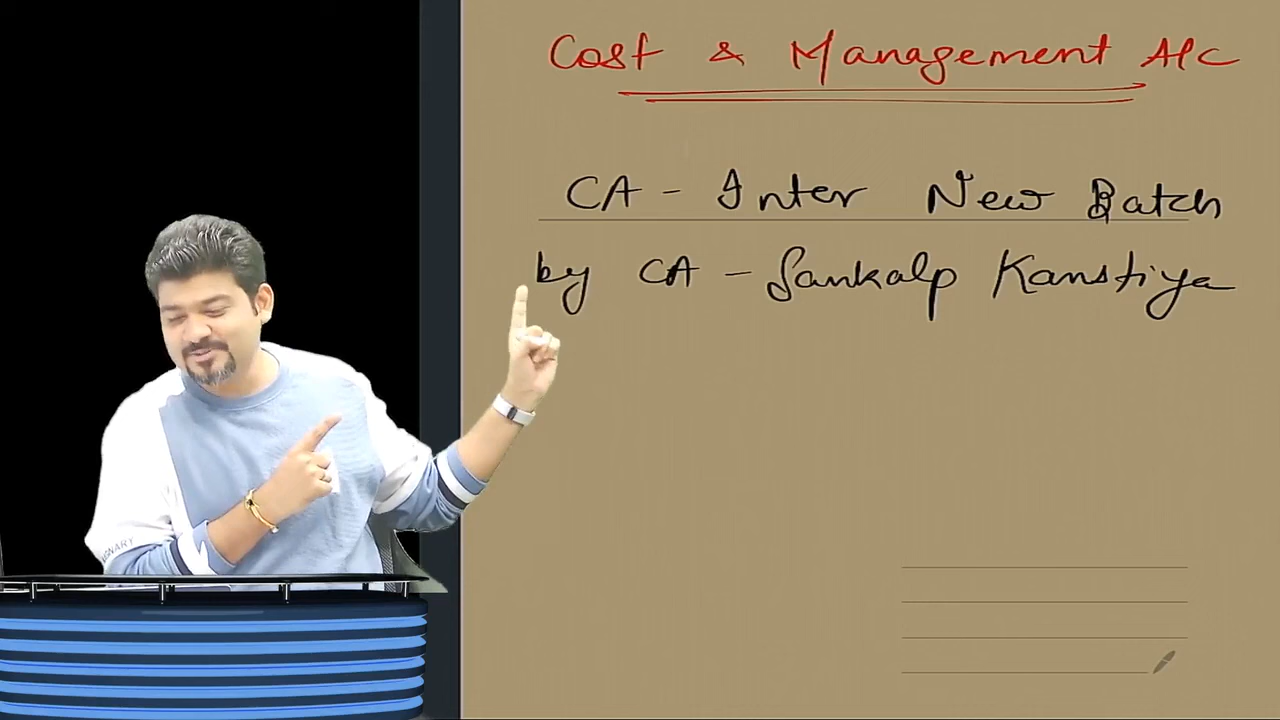 Cost & Management A/c
CA - Inter New Batch
by CA - Sankalp Kanstiya